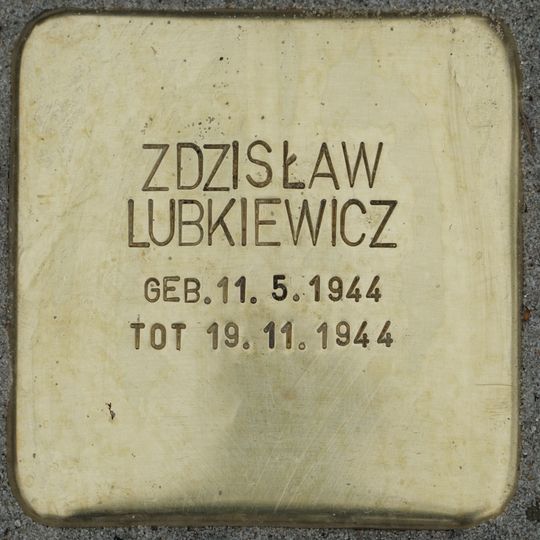 ZDZISŁAW
LUBKIEWICZ
GEB. 11. 5. 1944
TOT 19. 11. 1944